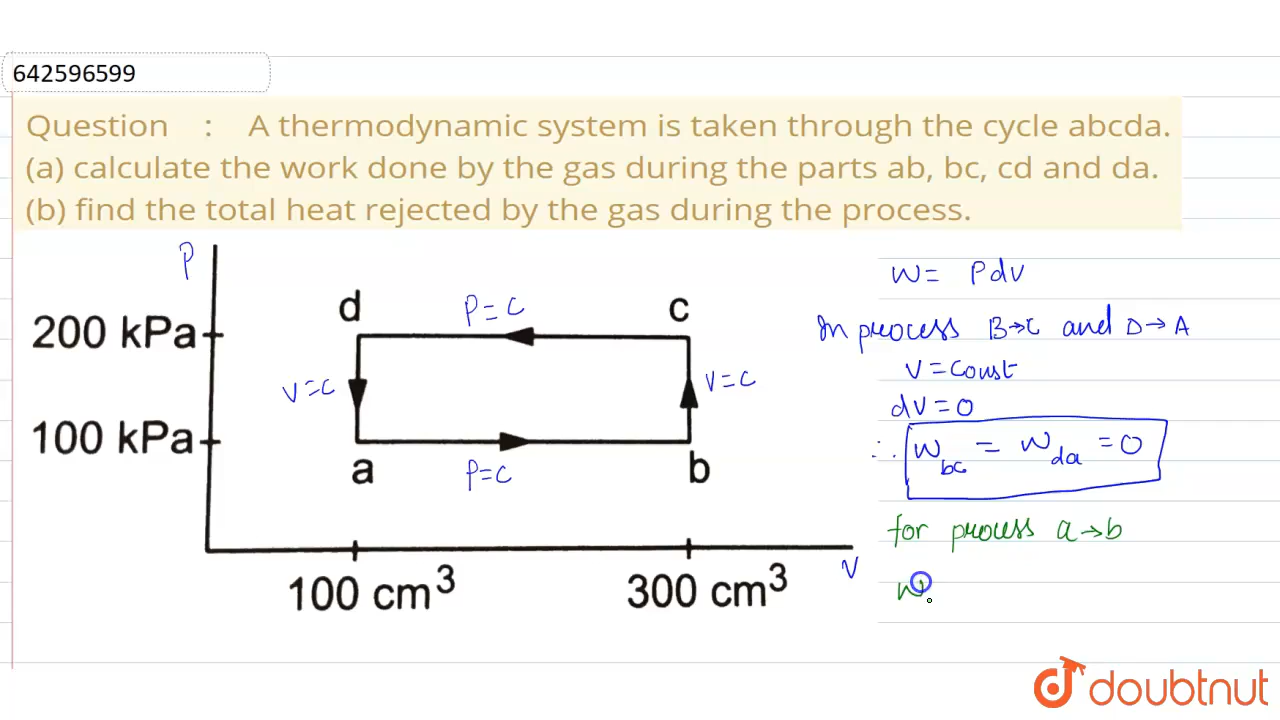 642596599
Question : A thermodynamic system is taken through the cycle abcda.
(a) calculate the work done by the gas during the parts ab, bc, cd and da.
(b) find the total heat rejected by the gas during the process.
P
200 kPa
100 kPa
d
P=C
c
V=C
V=C
a
P=C
b
100 cm³
300 cm³
V
W= PdV
In process B→C and D→A
V=Const
dV=0
∴ W_bc = W_da =0
for process a→b
W
doubtnut